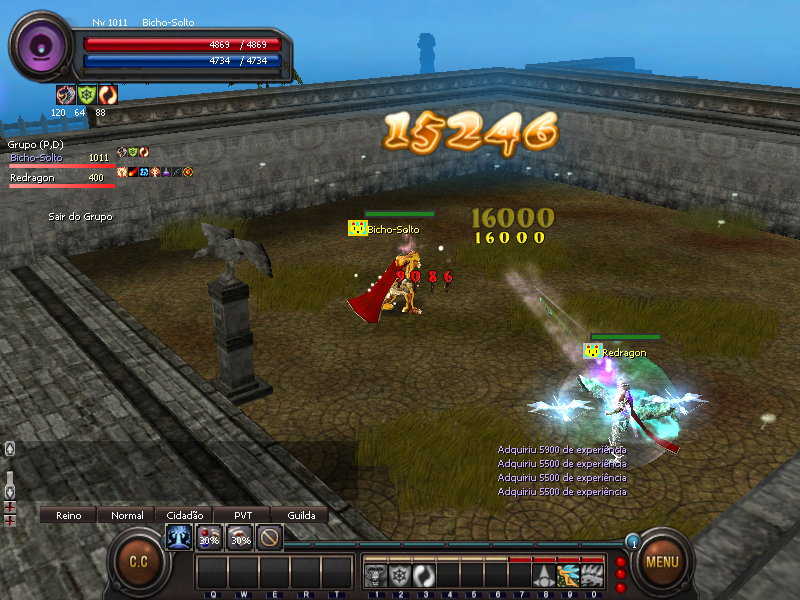 Nv 1011 Bicho-Solto
4869 / 4869
4734 / 4734
120 64 88
Grupo (P,D)
Bicho-Solto 1011
Redragon 400
Sair do Grupo
15246
16000
16000
Bicho-Solto
9086
Redragon
Adquiriu 5900 de experiência
Adquiriu 5500 de experiência
Adquiriu 5500 de experiência
Adquiriu 5500 de experiência
Reino Normal Cidadão PVT Guilda
30% 30%
1
C.C
MENU
Q W E R T 1 2 3 4 5 6 7 8 9 0